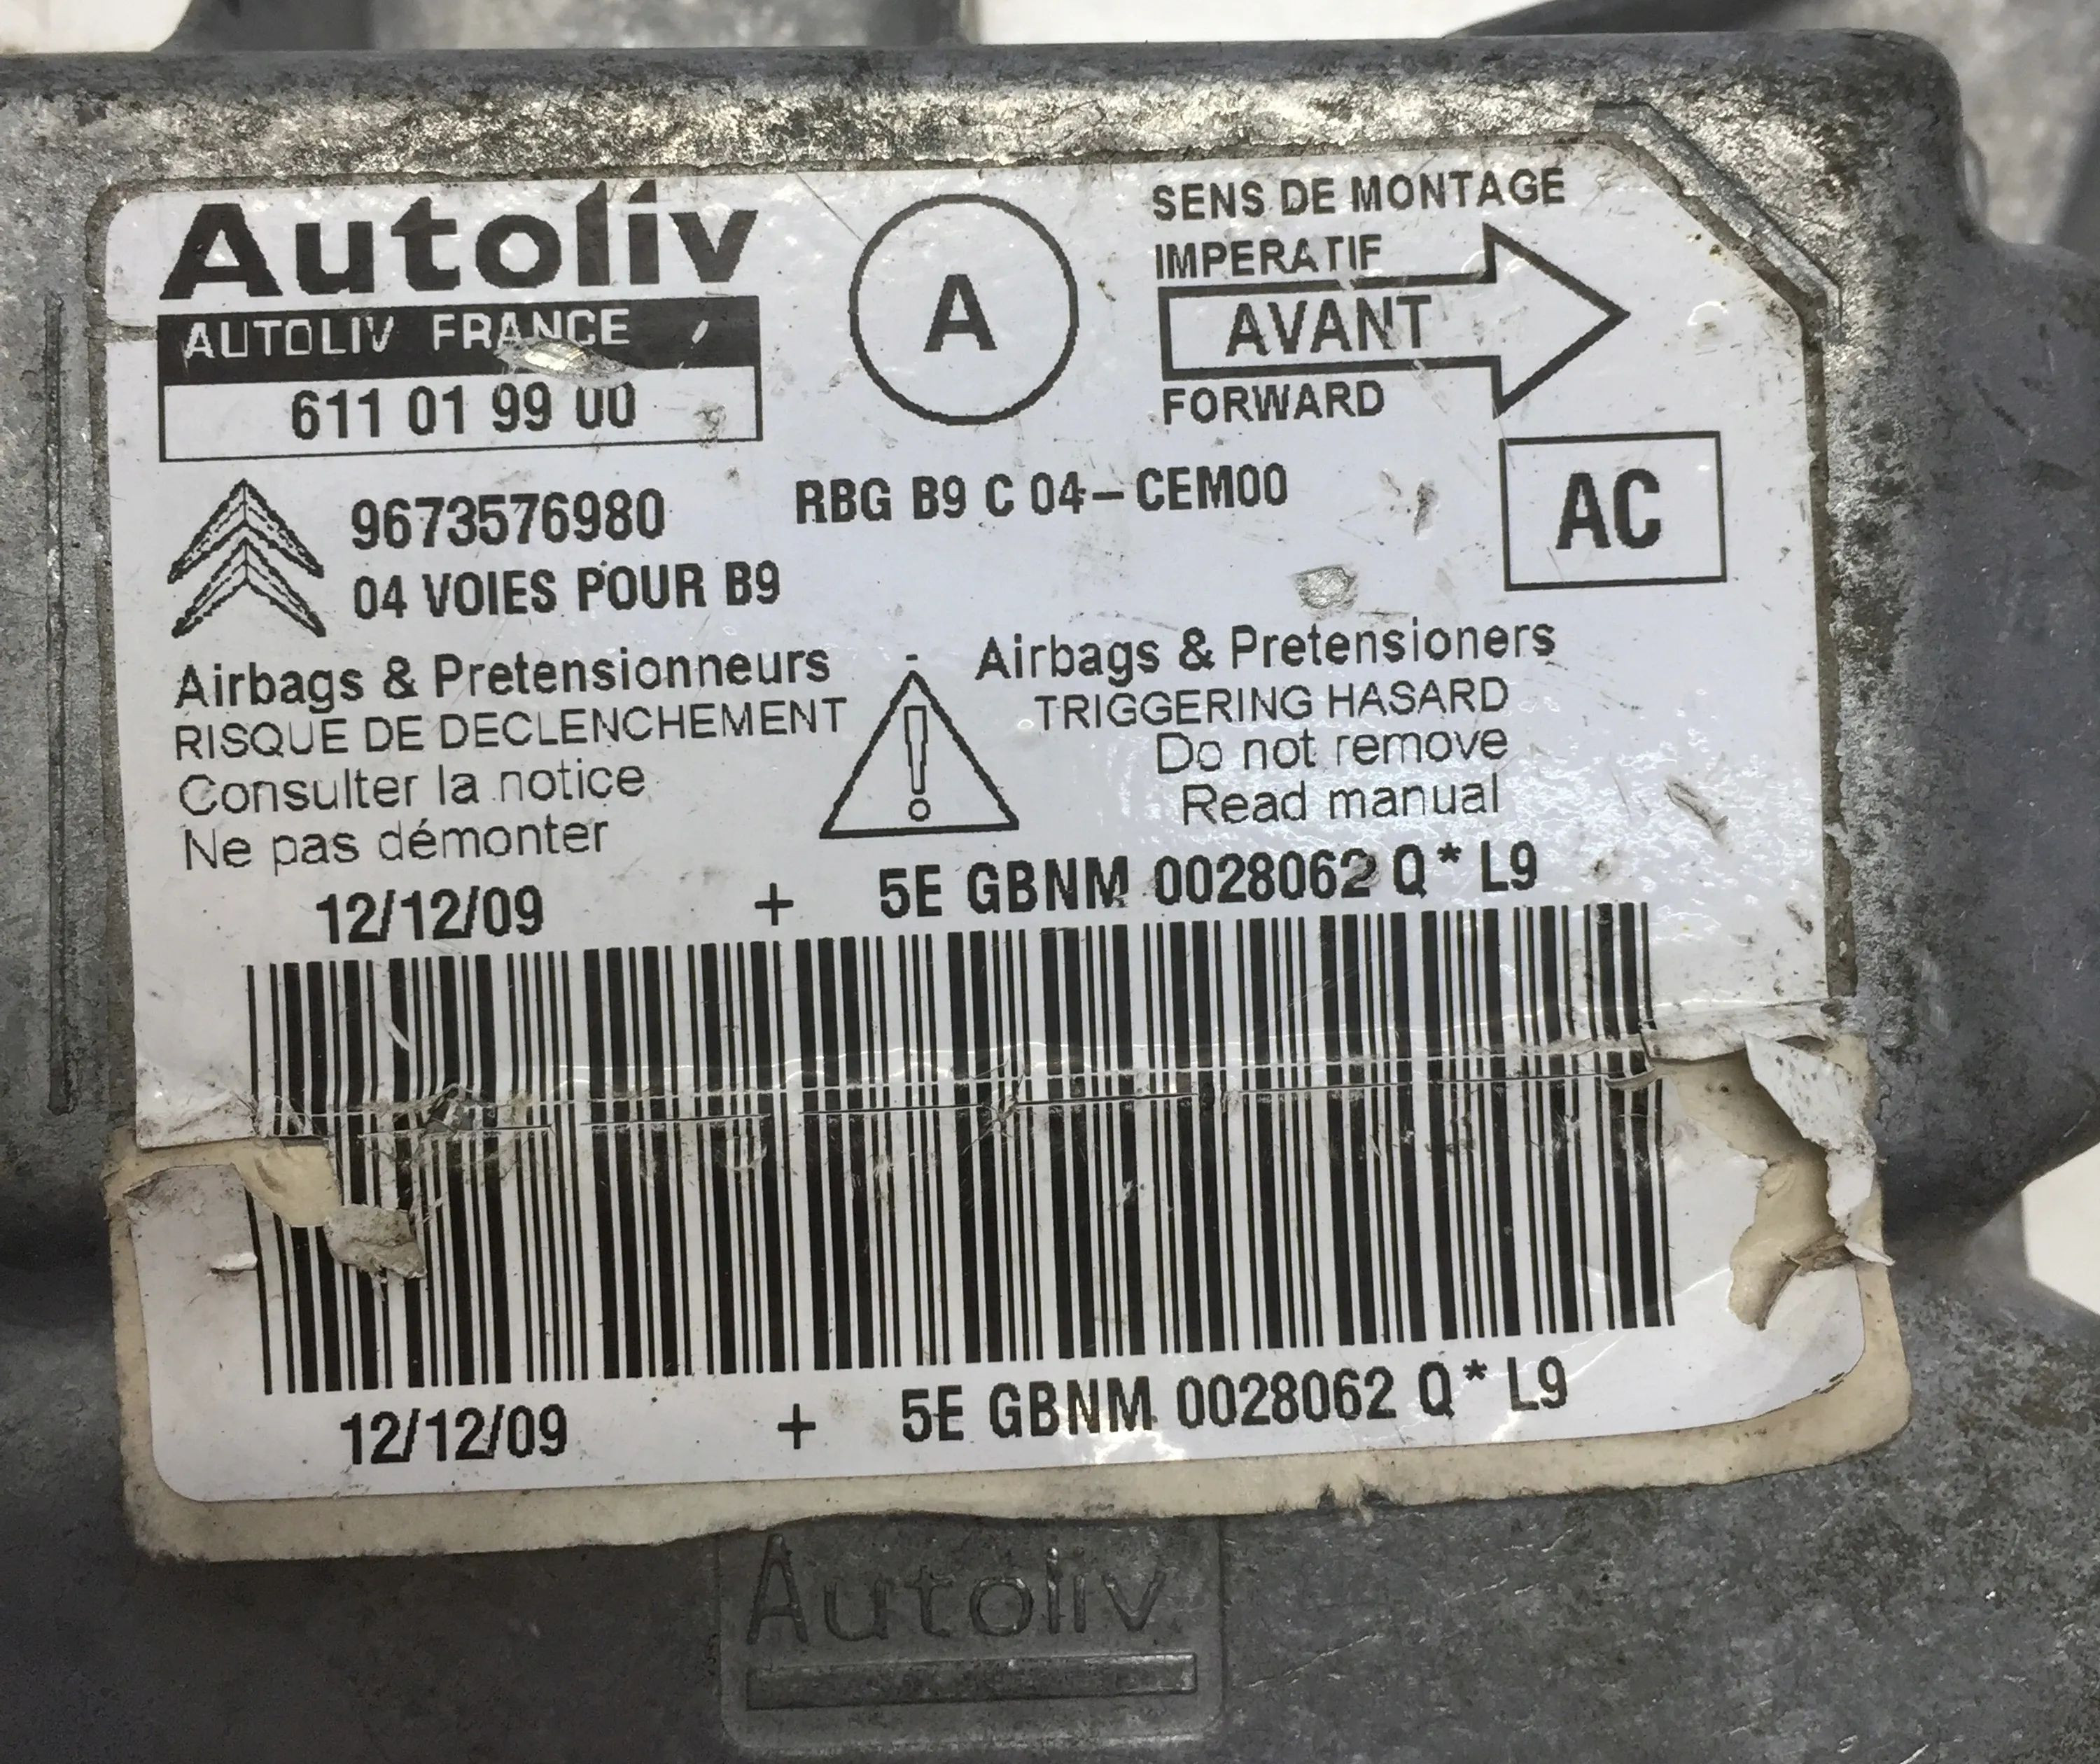 Autoliv
AUTOLIV FRANCE
611 01 99 00
A
SENS DE MONTAGE
IMPERATIF
AVANT
FORWARD
9673576980
RBG B9 C 04-CEM00
AC
04 VOIES POUR B9
Airbags & Pretensionneurs - Airbags & Pretensioners
RISQUE DE DECLENCHEMENT
TRIGGERING HASARD
Consulter la notice
Do not remove
Ne pas démonter
Read manual
!
12/12/09 + 5E GBNM 0028062 Q * L9
12/12/09 + 5E GBNM 0028062 Q * L9
Autoliv